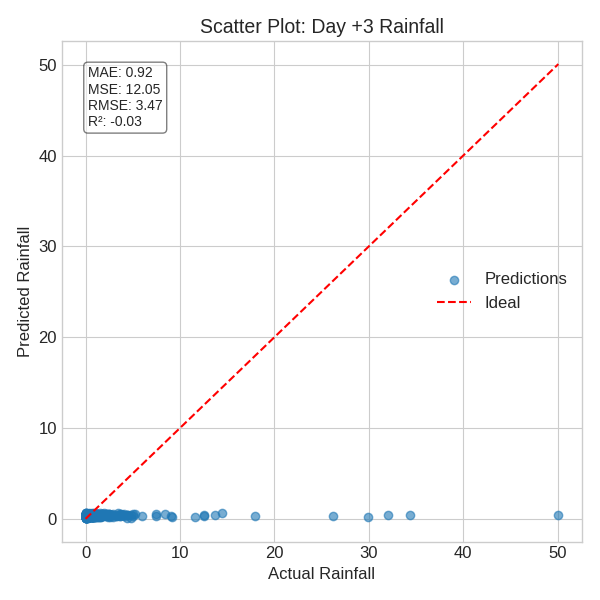 Scatter Plot: Day +3 Rainfall
MAE: 0.92
MSE: 12.05
RMSE: 3.47
R²: -0.03
50
40
30
20
10
0
Predicted Rainfall
Predictions
Ideal
0 10 20 30 40 50
Actual Rainfall